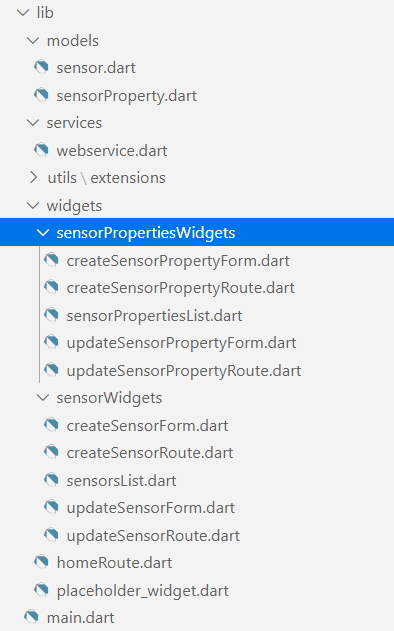 lib
models
sensor.dart
sensorProperty.dart
services
webservice.dart
utils \ extensions
widgets
sensorPropertiesWidgets
createSensorPropertyForm.dart
createSensorPropertyRoute.dart
sensorPropertiesList.dart
updateSensorPropertyForm.dart
updateSensorPropertyRoute.dart
sensorWidgets
createSensorForm.dart
createSensorRoute.dart
sensorsList.dart
updateSensorForm.dart
updateSensorRoute.dart
homeRoute.dart
placeholder_widget.dart
main.dart